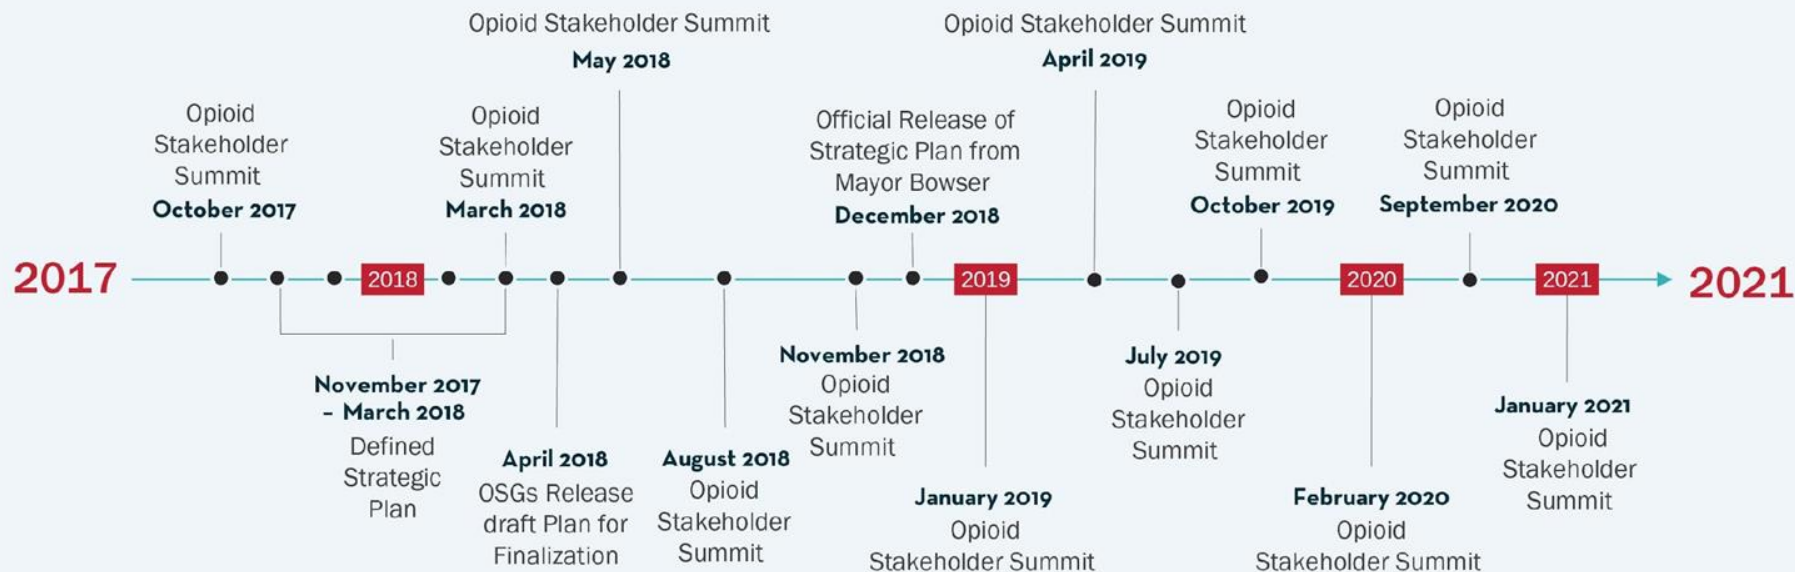 Opioid Stakeholder Summit
May 2018
Opioid Stakeholder Summit
April 2019
Opioid
Stakeholder
Summit
October 2017
Opioid
Stakeholder
Summit
March 2018
Official Release of
Strategic Plan from
Mayor Bowser
December 2018
Opioid
Stakeholder
Summit
October 2019
Opioid
Stakeholder
Summit
September 2020
2017
2018
2019
2020
2021
2021
November 2017
– March 2018
Defined
Strategic
Plan
April 2018
OSGs Release
draft Plan for
Finalization
August 2018
Opioid
Stakeholder
Summit
November 2018
Opioid
Stakeholder
Summit
January 2019
Opioid
Stakeholder Summit
July 2019
Opioid
Stakeholder
Summit
February 2020
Opioid
Stakeholder Summit
January 2021
Opioid
Stakeholder
Summit